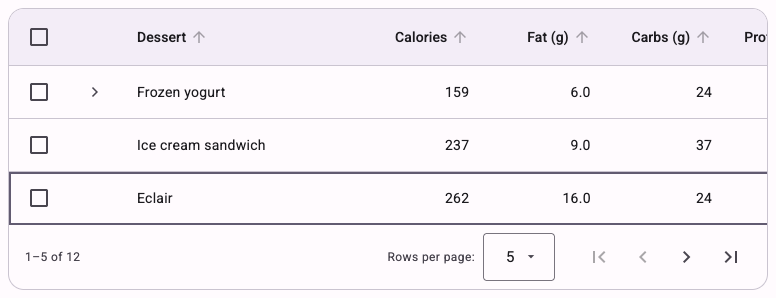 Dessert Calories Fat (g) Carbs (g)
Frozen yogurt 159 6.0 24
Ice cream sandwich 237 9.0 37
Eclair 262 16.0 24
1–5 of 12 Rows per page: 5